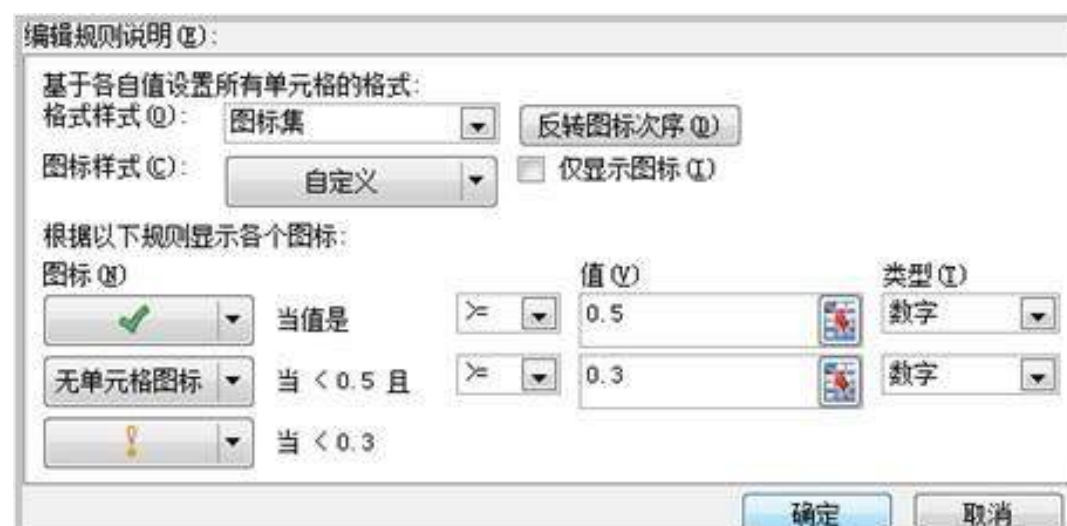 编辑规则说明(E):
基于各自值设置所有单元格的格式:
格式样式(O): 图标集 反转图标次序(D)
图标样式(C): 自定义 仅显示图标(I)
根据以下规则显示各个图标:
图标(N) 值(V) 类型(T)
当值是 >= 0.5 数字
无单元格图标 当 < 0.5 且 >= 0.3 数字
当 < 0.3
确定 取消